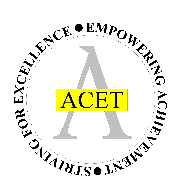 STRIVING FOR EXCELLENCE ● EMPOWERING ACHIEVEMENT ●
A
ACET